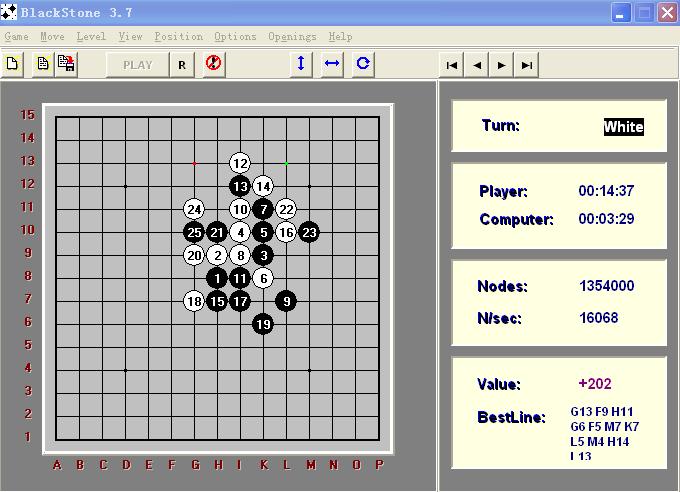 BlackStone 3.7
Game Move Level View Position Options Openings Help
PLAY R
15
14
13 12
12 13 14
11 24 10 7 22
10 25 21 4 5 16 23
9 20 2 8 3
8 1 11 6
7 18 15 17 9
6 19
5
4
3
2
1
A B C D E F G H I K L M N O P
Turn: White
Player: 00:14:37
Computer: 00:03:29
Nodes: 1354000
N/sec: 16068
Value: +202
BestLine: G13 F9 H11
G6 F5 M7 K7
L5 M4 H14
I 13